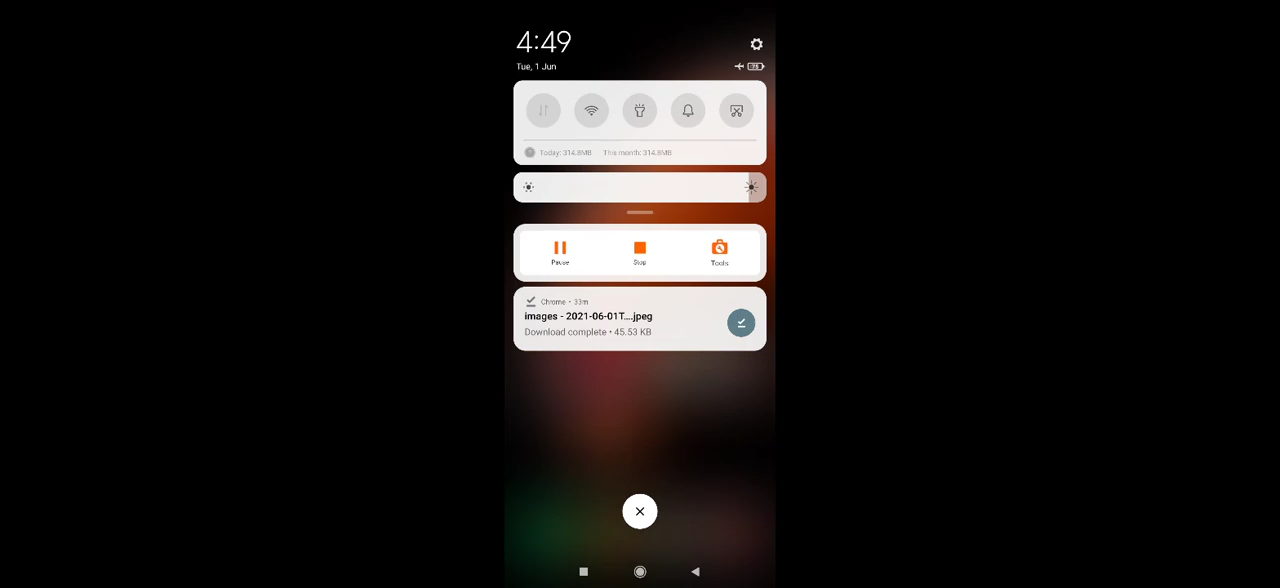 4:49
Tue, 1 Jun
Today: 314.8MB This month: 314.8MB
Pause
Stop
Tools
Chrome • 33m
images - 2021-06-01T....jpeg
Download complete • 45.53 KB